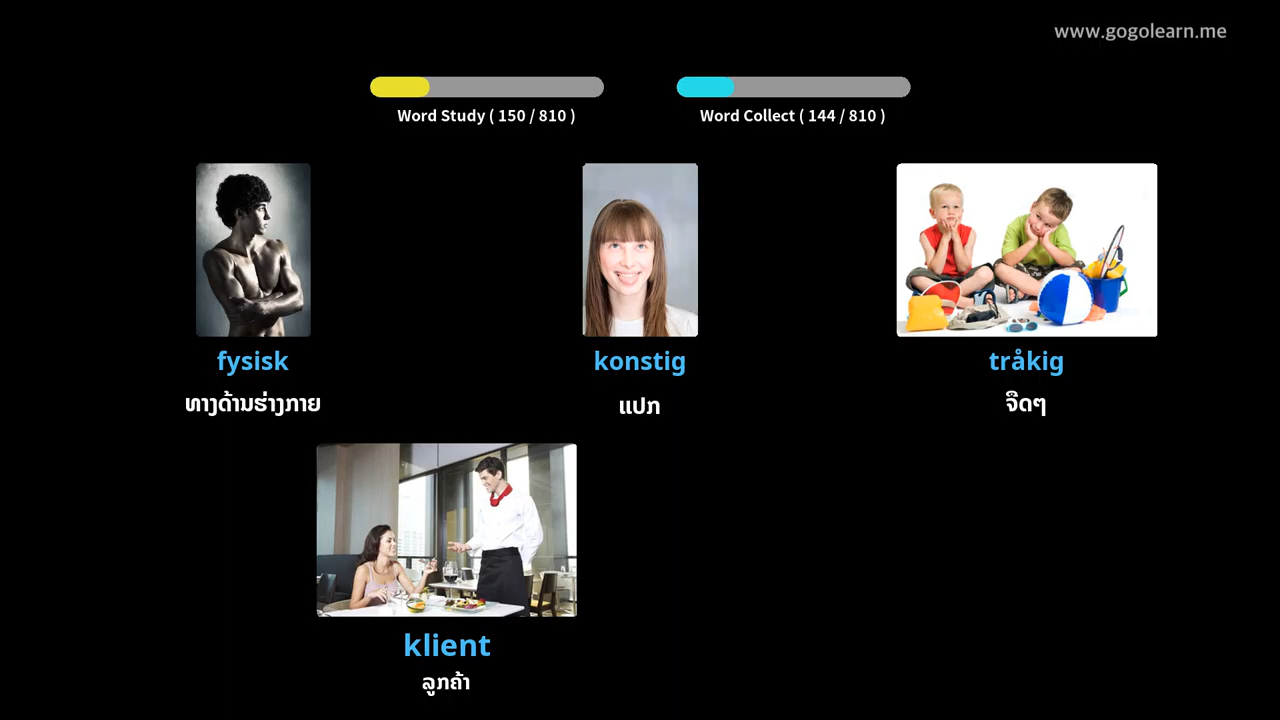 www.gogolearn.me
Word Study ( 150 / 810 )
Word Collect ( 144 / 810 )
fysisk
ທາງດ້ານຮ່າງກາຍ
konstig
ແປກ
tråkig
ຈືດໆ
klient
ລູກຄ້າ